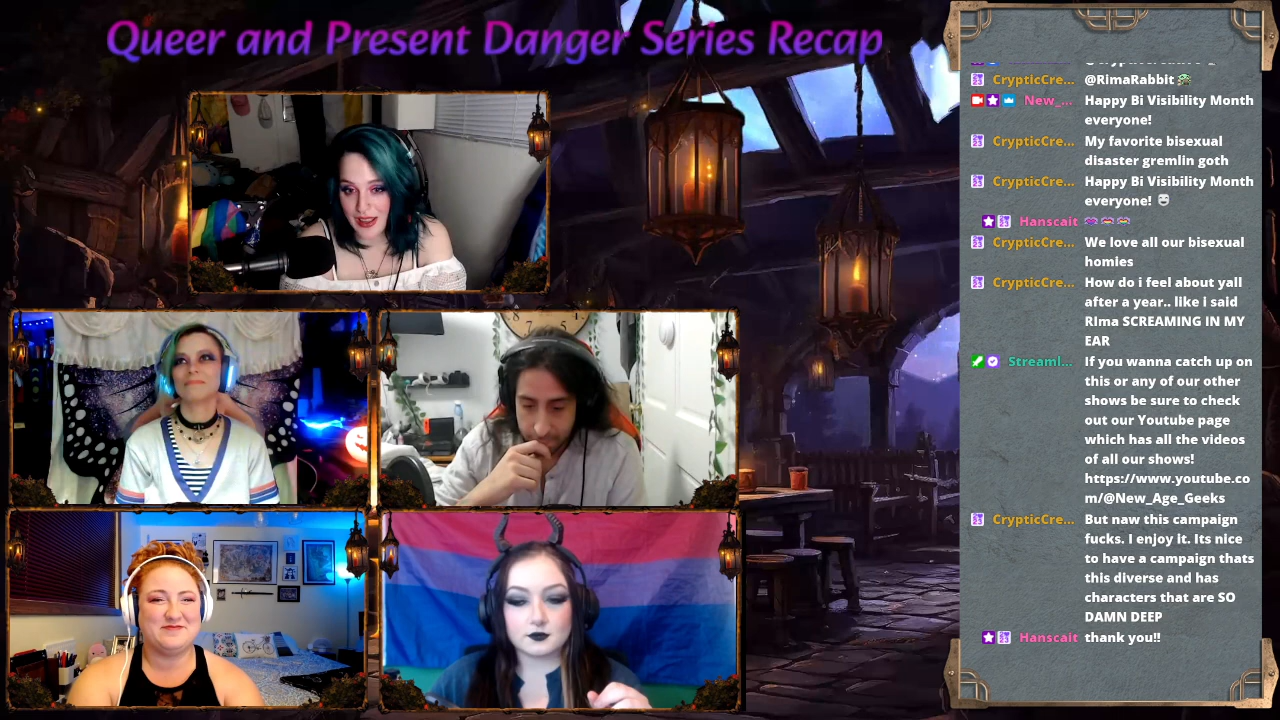 Queer and Present Danger Series Recap
CrypticCre... @RimaRabbit
New_... Happy Bi Visibility Month
everyone!
CrypticCre... My favorite bisexual
disaster gremlin goth
CrypticCre... Happy Bi Visibility Month
everyone!
Hanscait
CrypticCre... We love all our bisexual
homies
CrypticCre... How do i feel about yall
after a year.. like i said
RIma SCREAMING IN MY
EAR
Streaml... If you wanna catch up on
this or any of our other
shows be sure to check
out our Youtube page
which has all the videos
of all our shows!
https://www.youtube.co
m/@New_Age_Geeks
CrypticCre... But naw this campaign
fucks. I enjoy it. Its nice
to have a campaign thats
this diverse and has
characters that are SO
DAMN DEEP
Hanscait thank you!!